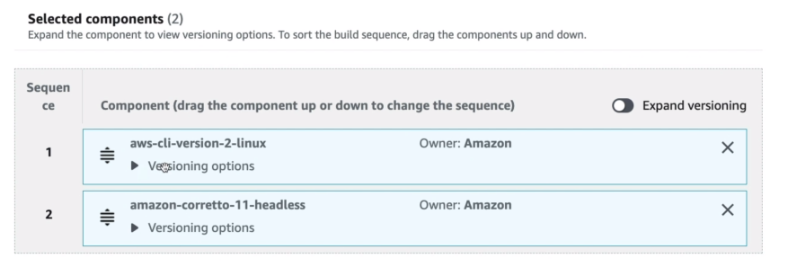 Selected components (2)
Expand the component to view versioning options. To sort the build sequence, drag the components up and down.
Sequen
ce
Component (drag the component up or down to change the sequence)
Expand versioning
1
aws-cli-version-2-linux
Owner: Amazon
Versioning options
2
amazon-corretto-11-headless
Owner: Amazon
Versioning options